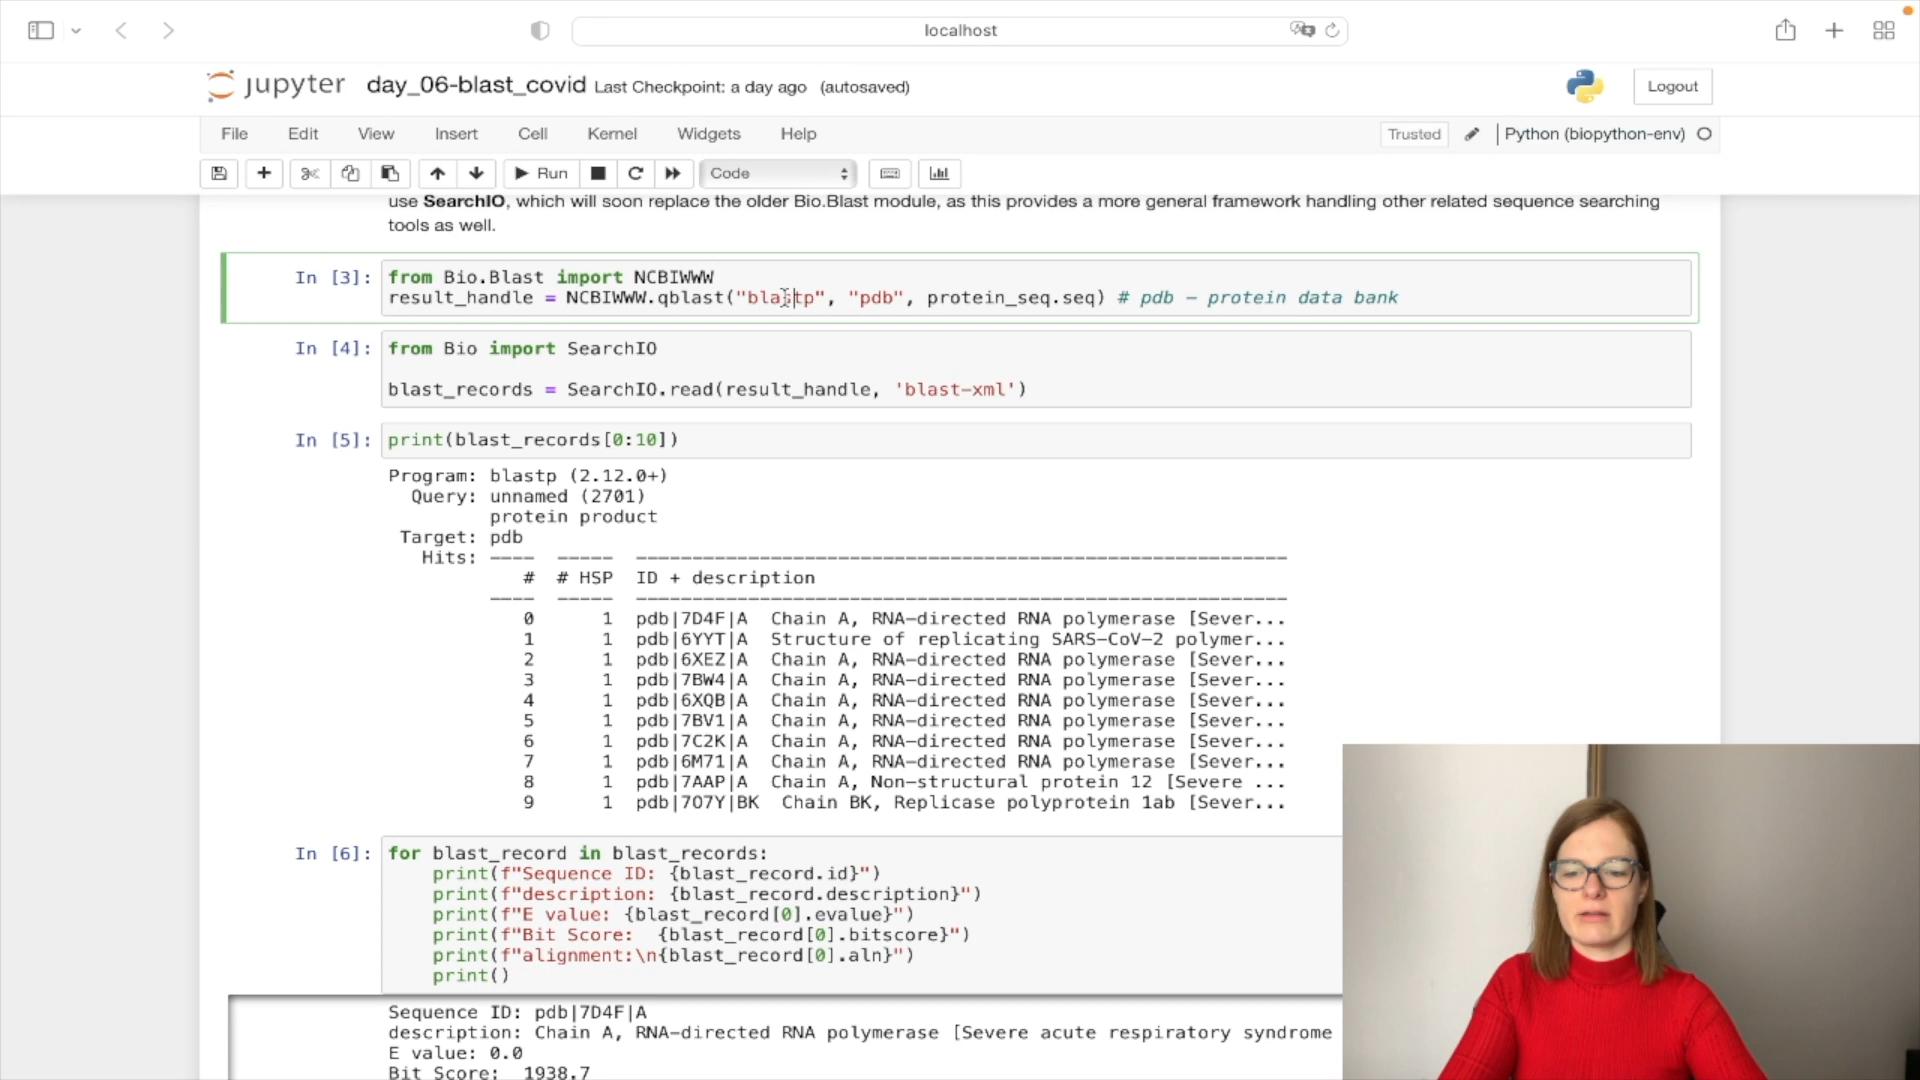 localhost
jupyter day_06-blast_covid Last Checkpoint: a day ago (autosaved)
Logout
File Edit View Insert Cell Kernel Widgets Help
Trusted Python (biopython-env)
Run Code
use SearchIO, which will soon replace the older Bio.Blast module, as this provides a more general framework handling other related sequence searching
tools as well.
In [3]: from Bio.Blast import NCBIWWW
result_handle = NCBIWWW.qblast("blastp", "pdb", protein_seq.seq) # pdb – protein data bank
In [4]: from Bio import SearchIO
blast_records = SearchIO.read(result_handle, 'blast-xml')
In [5]: print(blast_records[0:10])
Program: blastp (2.12.0+)
Query: unnamed (2701)
protein product
Target: pdb
Hits: ---- ----- ----------------------------------------------------------
# # HSP ID + description
---- ----- ----------------------------------------------------------
0 1 pdb|7D4F|A Chain A, RNA-directed RNA polymerase [Sever...
1 1 pdb|6YYT|A Structure of replicating SARS-CoV-2 polymer...
2 1 pdb|6XEZ|A Chain A, RNA-directed RNA polymerase [Sever...
3 1 pdb|7BW4|A Chain A, RNA-directed RNA polymerase [Sever...
4 1 pdb|6XQB|A Chain A, RNA-directed RNA polymerase [Sever...
5 1 pdb|7BV1|A Chain A, RNA-directed RNA polymerase [Sever...
6 1 pdb|7C2K|A Chain A, RNA-directed RNA polymerase [Sever...
7 1 pdb|6M71|A Chain A, RNA-directed RNA polymerase [Sever...
8 1 pdb|7AAP|A Chain A, Non-structural protein 12 [Severe ...
9 1 pdb|7O7Y|BK Chain BK, Replicase polyprotein 1ab [Sever...
In [6]: for blast_record in blast_records:
print(f"Sequence ID: {blast_record.id}")
print(f"description: {blast_record.description}")
print(f"E value: {blast_record[0].evalue}")
print(f"Bit Score:  {blast_record[0].bitscore}")
print(f"alignment:\n{blast_record[0].aln}")
print()
Sequence ID: pdb|7D4F|A
description: Chain A, RNA-directed RNA polymerase [Severe acute respiratory syndrome
E value: 0.0
Bit Score:  1938.7